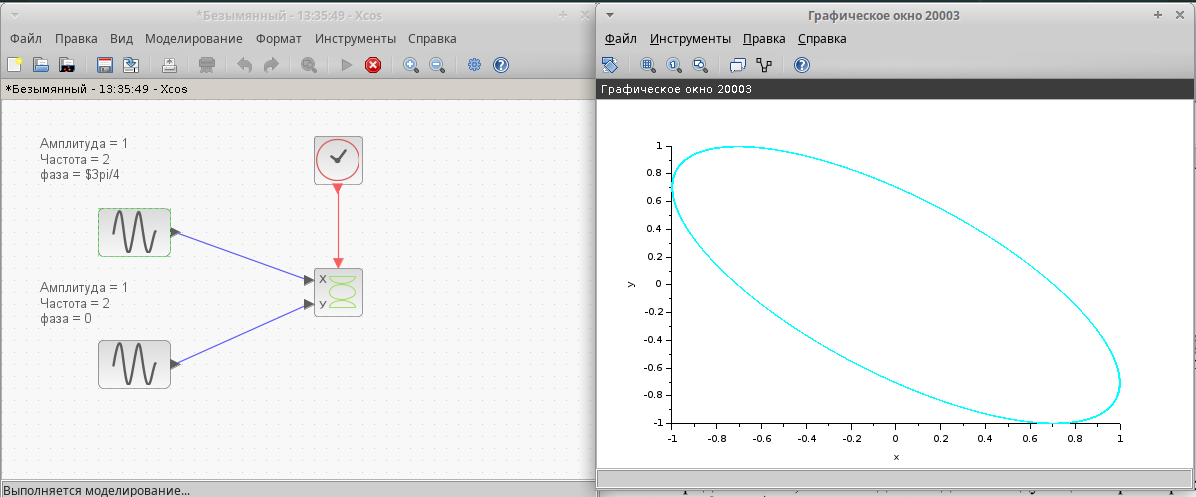 *Безымянный - 13:35:49 - Xcos
Файл Правка Вид Моделирование Формат Инструменты Справка
*Безымянный - 13:35:49 - Xcos
Амплитуда = 1
Частота = 2
фаза = $3pi/4
Амплитуда = 1
Частота = 2
фаза = 0
X
У
Выполняется моделирование...
Графическое окно 20003
Файл Инструменты Правка Справка
Графическое окно 20003
1
0.8
0.6
0.4
0.2
0
-0.2
-0.4
-0.6
-0.8
-1
y
-1 -0.8 -0.6 -0.4 -0.2 0 0.2 0.4 0.6 0.8 1
x